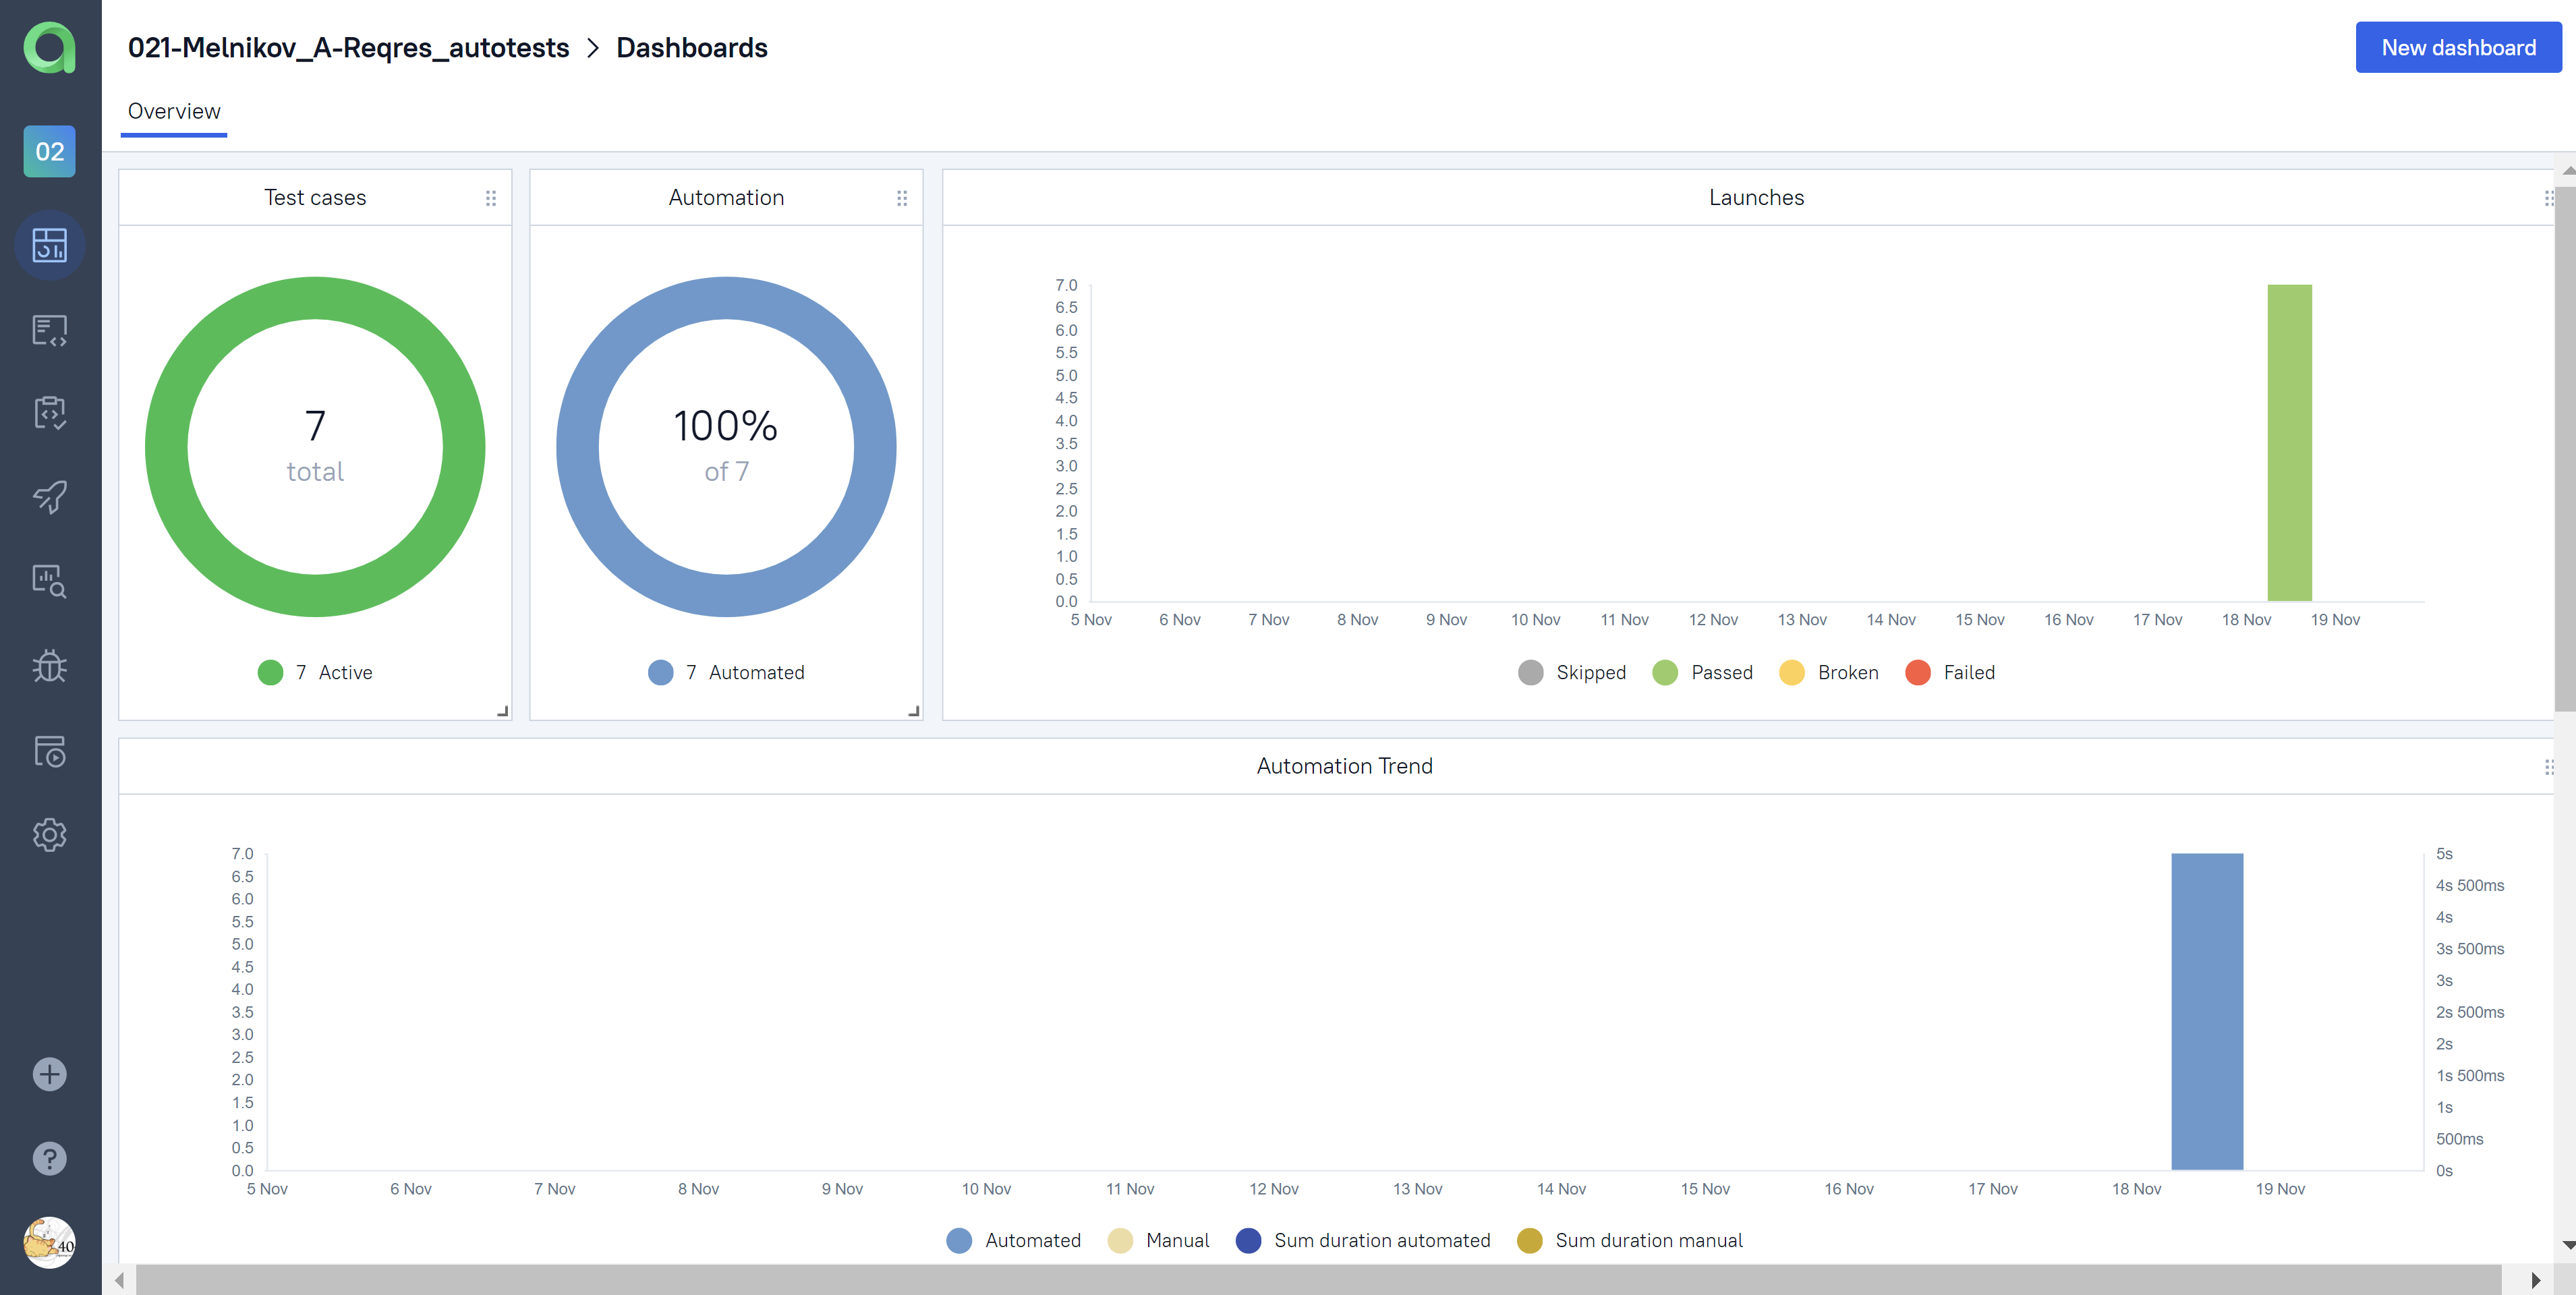 021-Melnikov_A-Reqres_autotests > Dashboards
New dashboard
Overview
02
Test cases
7
total
7 Active
Automation
100%
of 7
7 Automated
Launches
7.0
6.5
6.0
5.5
5.0
4.5
4.0
3.5
3.0
2.5
2.0
1.5
1.0
0.5
0.0
5 Nov 6 Nov 7 Nov 8 Nov 9 Nov 10 Nov 11 Nov 12 Nov 13 Nov 14 Nov 15 Nov 16 Nov 17 Nov 18 Nov 19 Nov
Skipped Passed Broken Failed
Automation Trend
7.0
6.5
6.0
5.5
5.0
4.5
4.0
3.5
3.0
2.5
2.0
1.5
1.0
0.5
0.0
5s
4s 500ms
4s
3s 500ms
3s
2s 500ms
2s
1s 500ms
1s
500ms
0s
5 Nov 6 Nov 7 Nov 8 Nov 9 Nov 10 Nov 11 Nov 12 Nov 13 Nov 14 Nov 15 Nov 16 Nov 17 Nov 18 Nov 19 Nov
Automated Manual Sum duration automated Sum duration manual
?
40